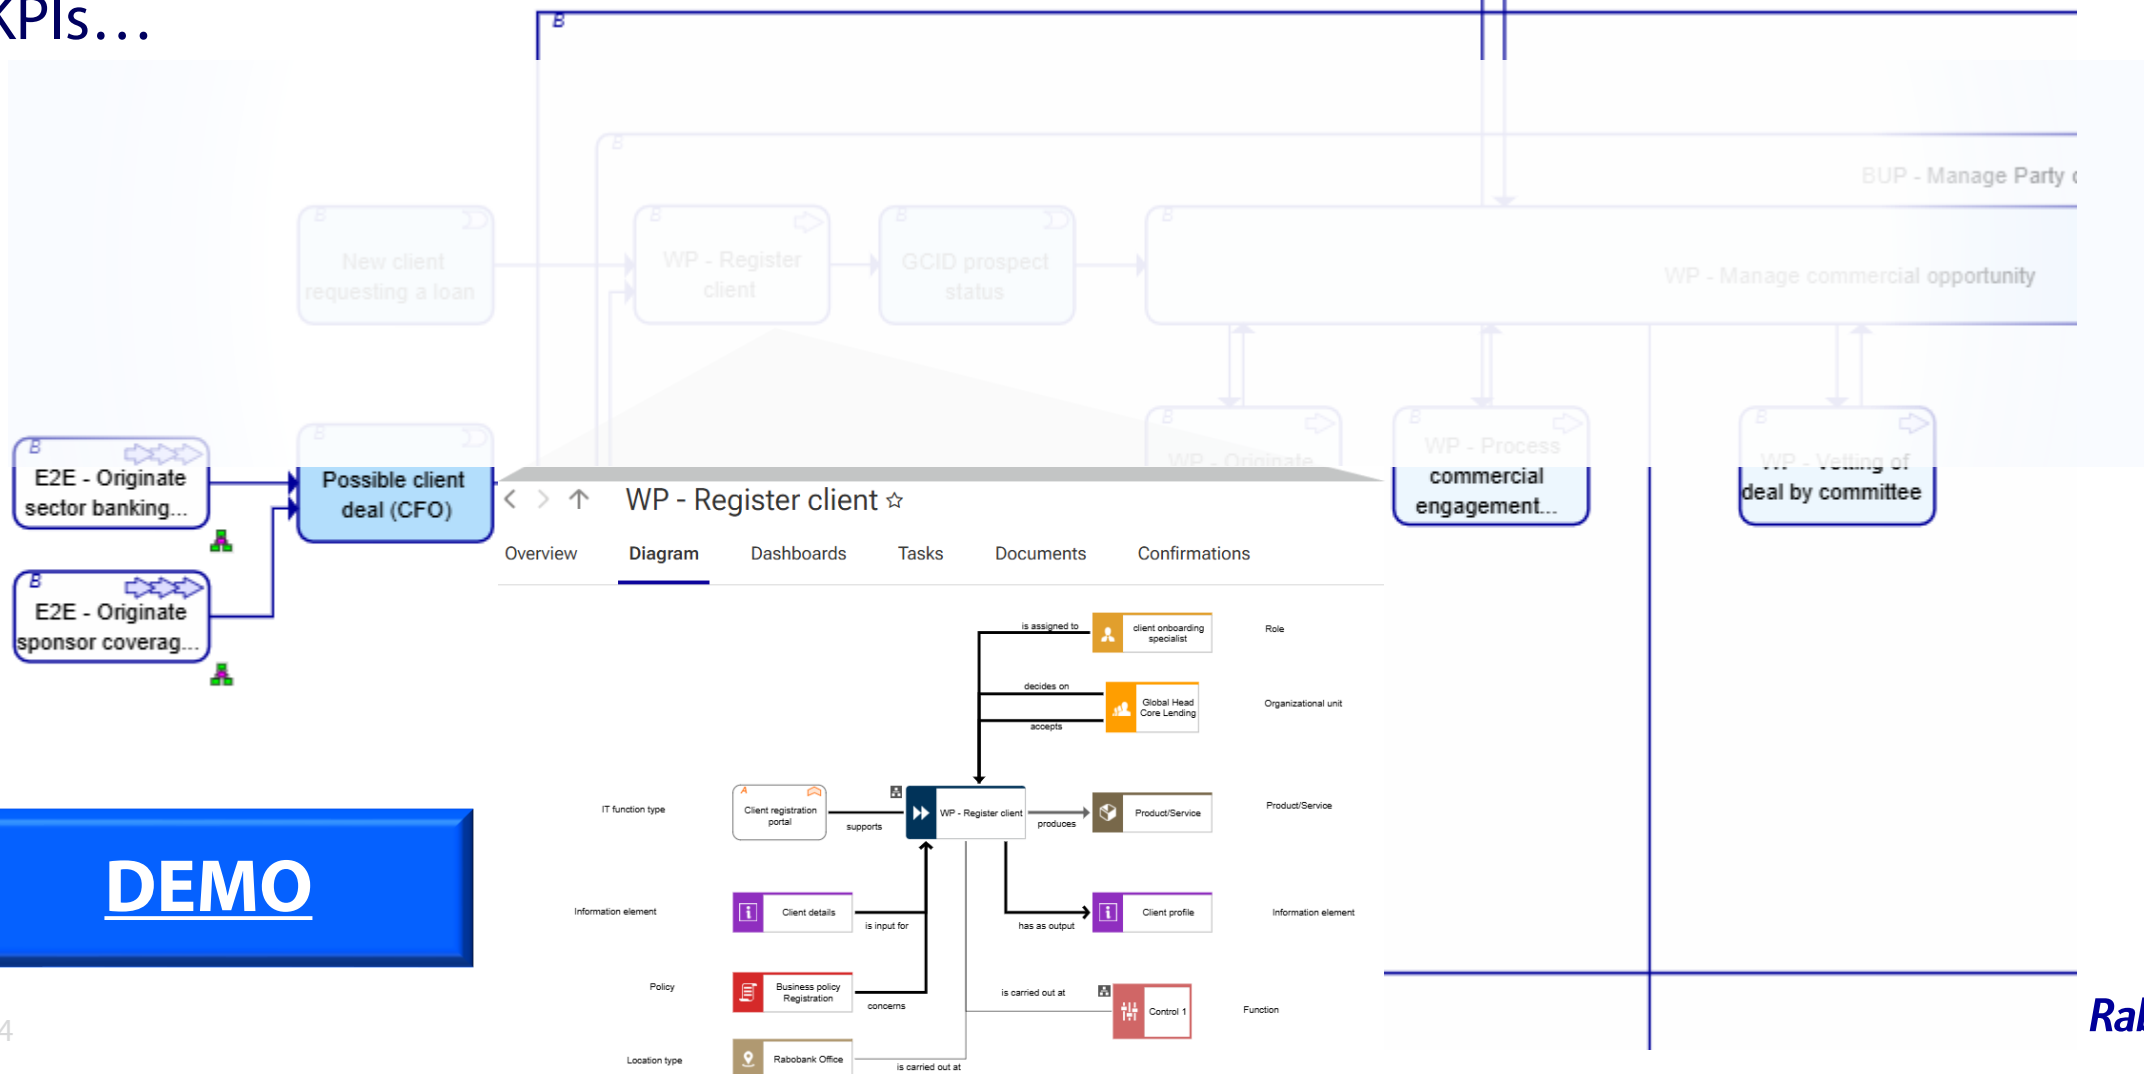 KPIs...
B
B
BUP - Manage Party
B
New client
requesting a loan
B
WP - Register
client
B
GCID prospect
status
B
WP - Manage commercial opportunity
B
E2E - Originate
sector banking...
B
Possible client
deal (CFO)
B
WP - Originate
B
WP - Process
commercial
engagement...
B
WP - Vetting of
deal by committee
B
E2E - Originate
sponsor coverag...
WP - Register client
Overview
Diagram
Dashboards
Tasks
Documents
Confirmations
is assigned to
client onboarding
specialist
Role
decides on
Global Head
Core Lending
accepts
Organizational unit
IT function type
A
Client registration
portal
supports
WP - Register client
produces
Product/Service
Product/Service
DEMO
Information element
Client details
is input for
has as output
Client profile
Information element
Policy
Business policy
Registration
concerns
is carried out at
Control 1
Function
Location type
Rabobank Office
is carried out at
4